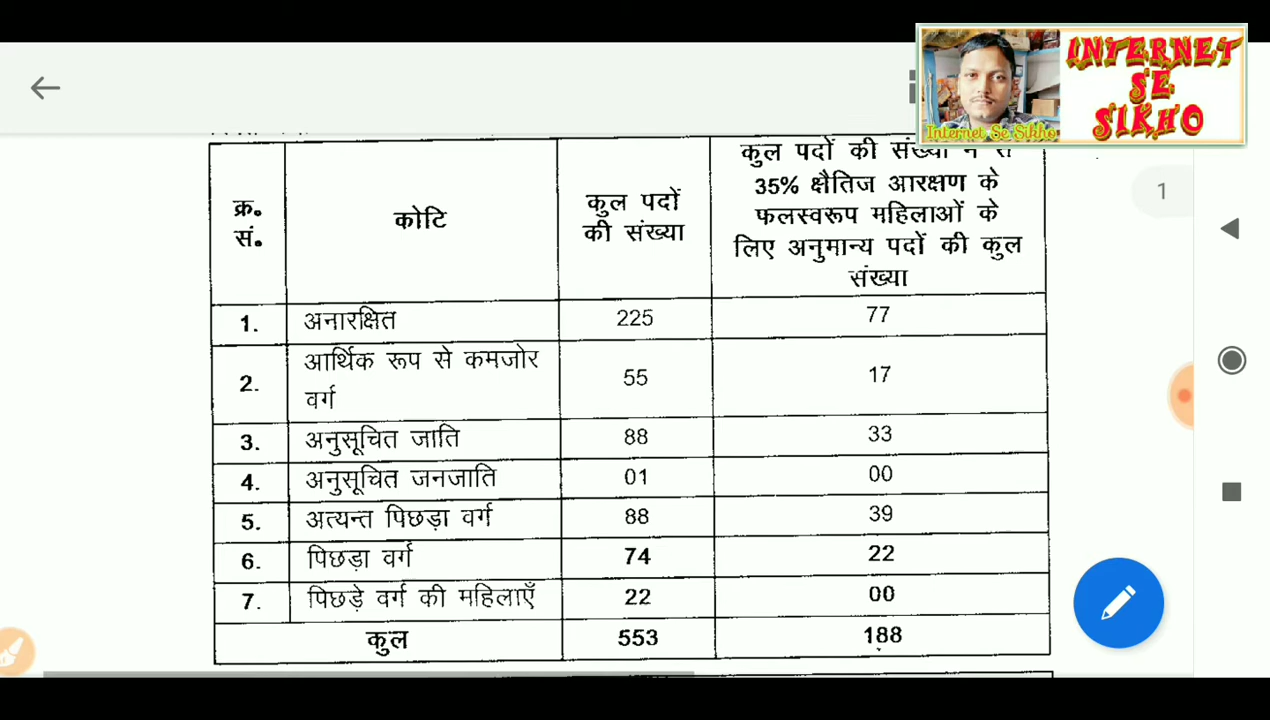 INTERNET
SE
SIKHO
Internet Se Sikho
1
क्र. सं.
कोटि
कुल पदों की संख्या
कुल पदों की संख्या
35% क्षैतिज आरक्षण के
फलस्वरूप महिलाओं के
लिए अनुमान्य पदों की कुल
संख्या
1. अनारक्षित 225 77
2. आर्थिक रूप से कमजोर वर्ग 55 17
3. अनुसूचित जाति 88 33
4. अनुसूचित जनजाति 01 00
5. अत्यन्त पिछड़ा वर्ग 88 39
6. पिछड़ा वर्ग 74 22
7. पिछड़े वर्ग की महिलाएँ 22 00
कुल 553 188